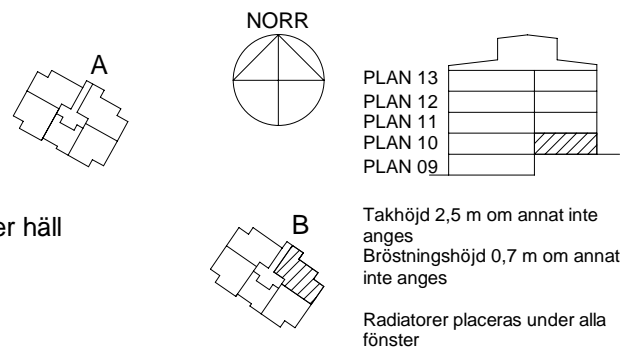 A
NORR
PLAN 13
PLAN 12
PLAN 11
PLAN 10
PLAN 09
er häll
B
Takhöjd 2,5 m om annat inte
anges
Bröstningshöjd 0,7 m om annat
inte anges
Radiatorer placeras under alla
fönster